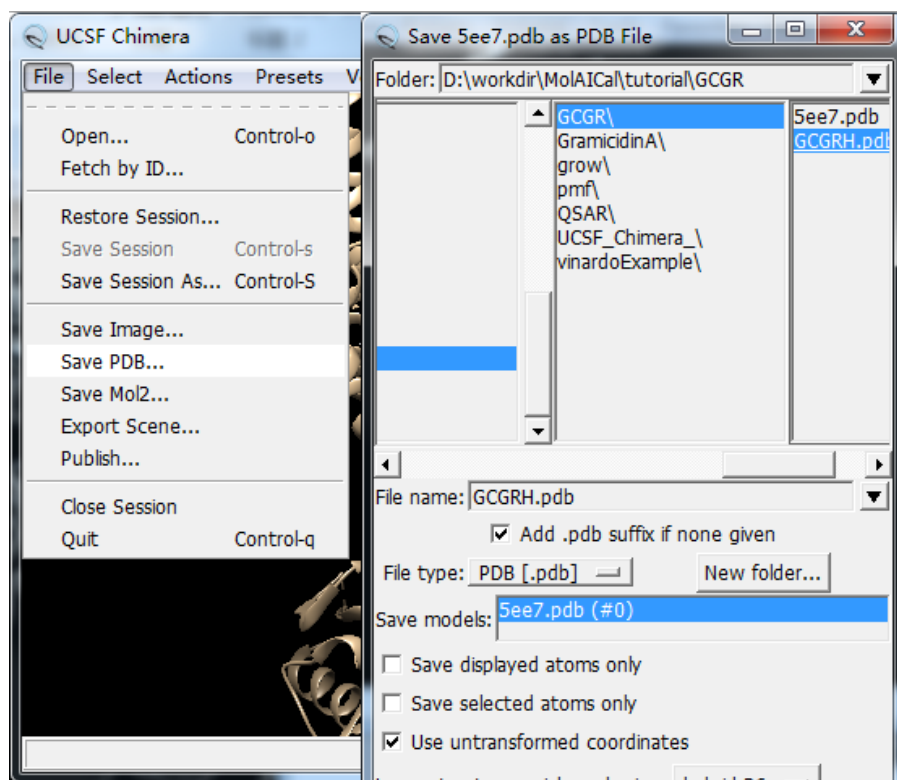 UCSF Chimera
File Select Actions Presets V
Open... Control-o
Fetch by ID...
Restore Session...
Save Session Control-s
Save Session As... Control-S
Save Image...
Save PDB...
Save Mol2...
Export Scene...
Publish...
Close Session
Quit Control-q
Save 5ee7.pdb as PDB File
Folder: D:\workdir\MolAICal\tutorial\GCGR
GCGR\
GramicidinA\
grow\
pmf\
QSAR\
UCSF_Chimera_\
vinardoExample\
5ee7.pdb
GCGRH.pd
File name: GCGRH.pdb
Add .pdb suffix if none given
File type: PDB [.pdb] New folder...
Save models: 5ee7.pdb (#0)
Save displayed atoms only
Save selected atoms only
Use untransformed coordinates